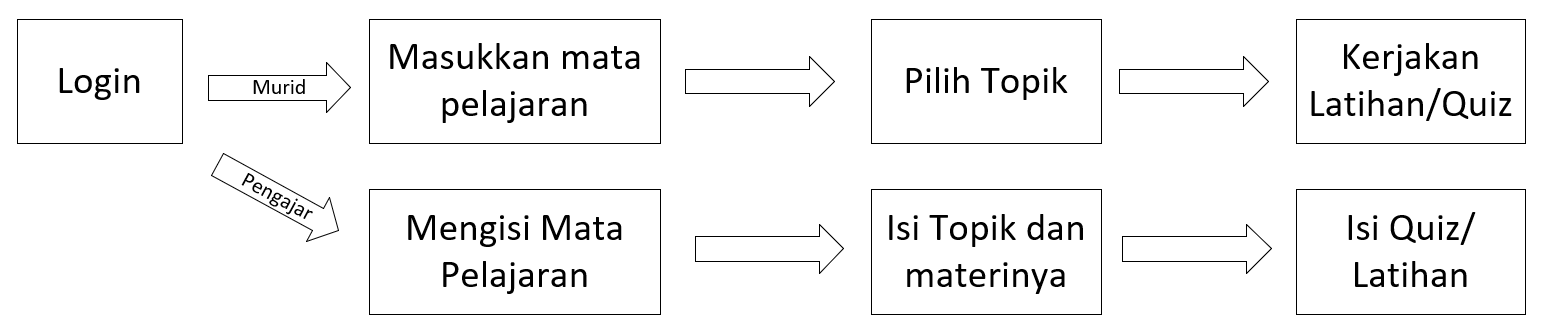 Login
Murid
Masukkan mata
pelajaran
Pilih Topik
Kerjakan
Latihan/Quiz
Pengajar
Mengisi Mata
Pelajaran
Isi Topik dan
materinya
Isi Quiz/
Latihan